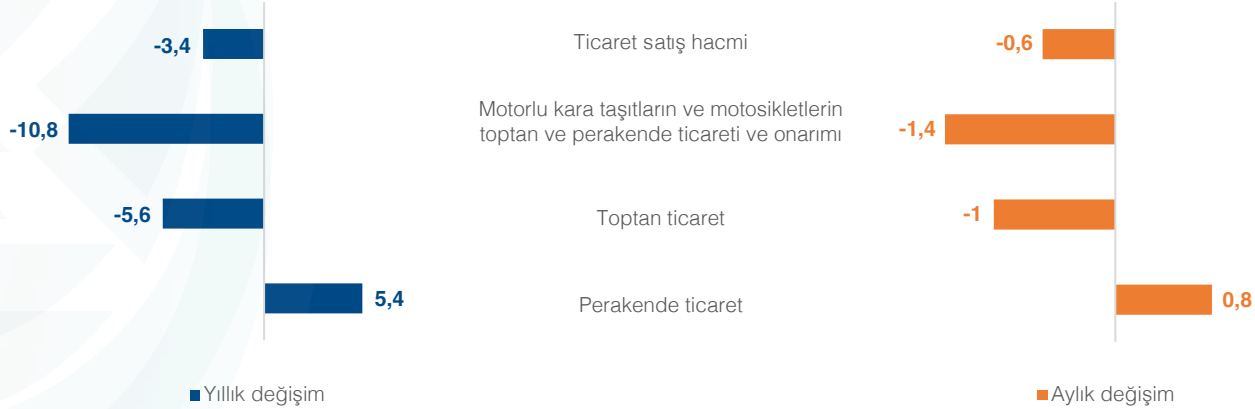 -3,4
Ticaret satış hacmi
-0,6
-10,8
Motorlu kara taşıtların ve motosikletlerin
toptan ve perakende ticareti ve onarımı
-1,4
-5,6
Toptan ticaret
-1
5,4
Perakende ticaret
0,8
Yıllık değişim
Aylık değişim